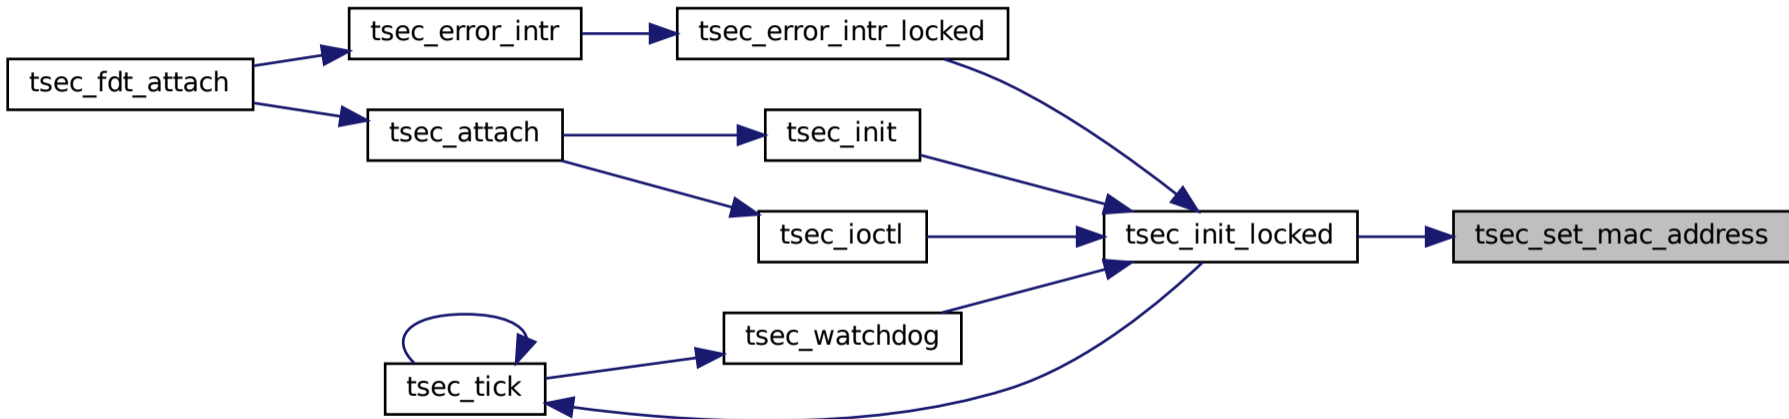 tsec_error_intr
tsec_error_intr_locked
tsec_fdt_attach
tsec_attach
tsec_init
tsec_ioctl
tsec_init_locked
tsec_set_mac_address
tsec_watchdog
tsec_tick